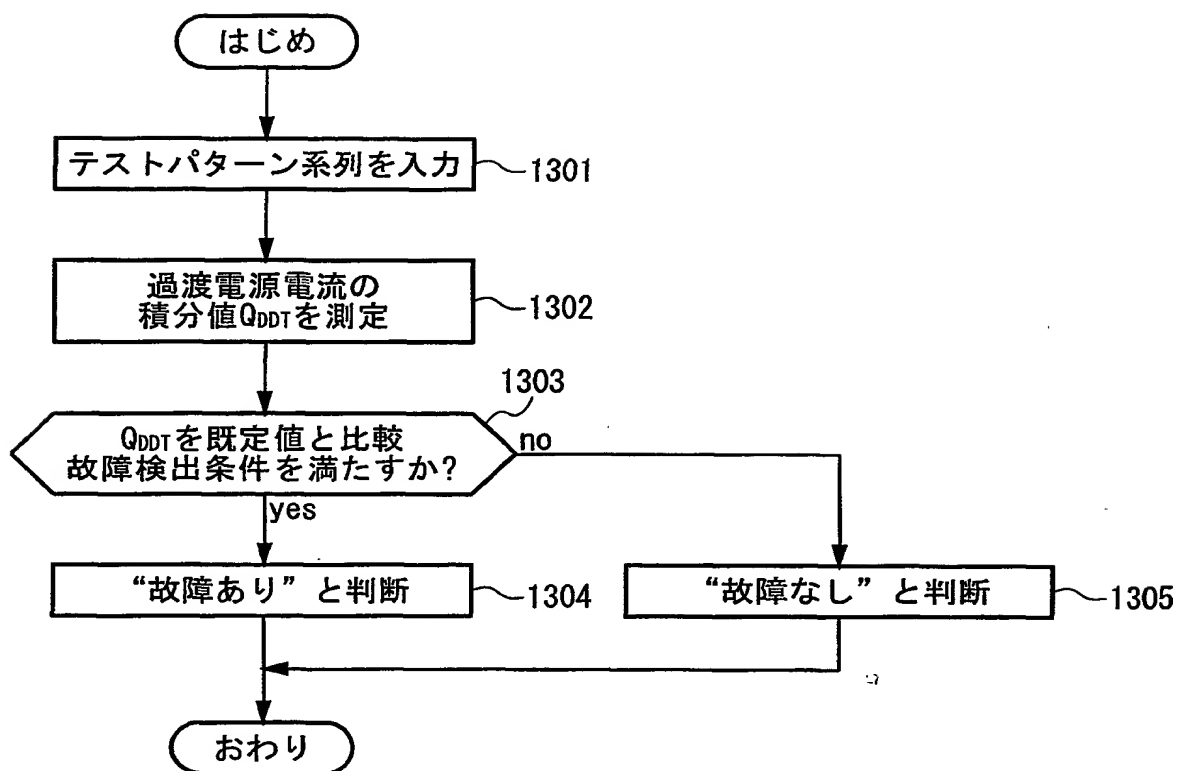 はじめ
テストパターン系列を入力
1301
過渡電源電流の
積分値QDDTを測定
1302
1303
QDDTを既定値と比較
故障検出条件を満たすか?
no
yes
“故障あり”と判断
1304
“故障なし”と判断
1305
おわり